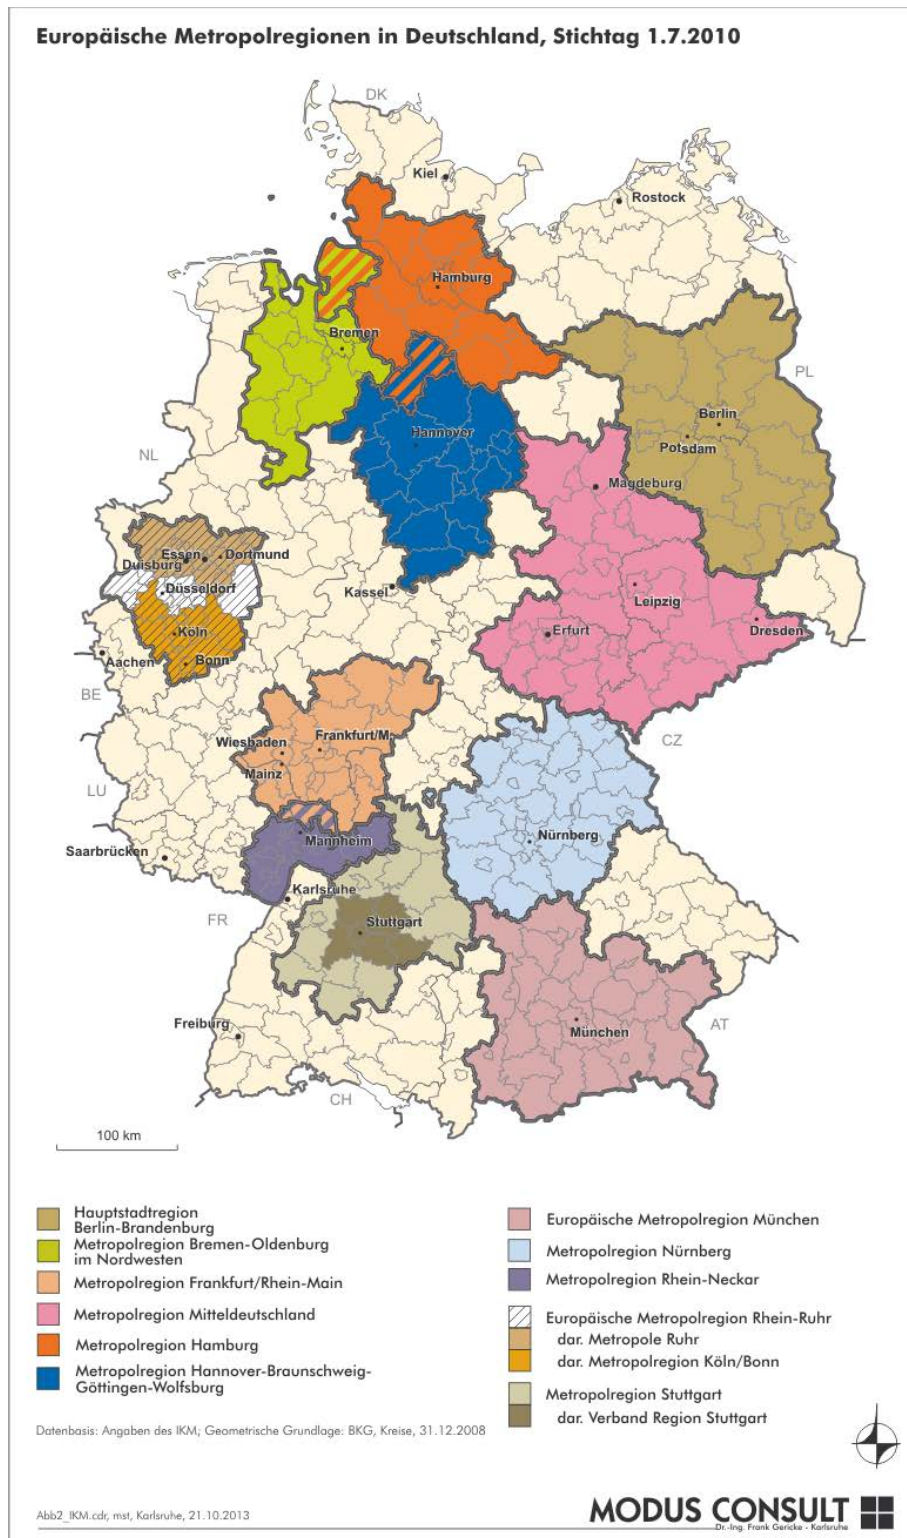 Europäische Metropolregionen in Deutschland, Stichtag 1.7.2010
DK
Kiel
Rostock
Hamburg
Bremen
PL
Berlin
Hannover
Potsdam
NL
Magdeburg
Essen
Dortmund
Duisburg
Düsseldorf
Kassel
Leipzig
Köln
Erfurt
Dresden
Aachen
Bonn
BE
Wiesbaden
Frankfurt/M.
CZ
Mainz
LU
Mannheim
Nürnberg
Saarbrücken
Karlsruhe
FR
Stuttgart
Freiburg
München
AT
CH
100 km
Hauptstadtregion
Berlin-Brandenburg
Metropolregion Bremen-Oldenburg
im Nordwesten
Metropolregion Frankfurt/Rhein-Main
Metropolregion Mitteldeutschland
Metropolregion Hamburg
Metropolregion Hannover-Braunschweig-
Göttingen-Wolfsburg
Europäische Metropolregion München
Metropolregion Nürnberg
Metropolregion Rhein-Neckar
Europäische Metropolregion Rhein-Ruhr
dar. Metropole Ruhr
dar. Metropolregion Köln/Bonn
Metropolregion Stuttgart
dar. Verband Region Stuttgart
Datenbasis: Angaben des IKM; Geometrische Grundlage: BKG, Kreise, 31.12.2008
Abb2_IKM.cdr, mst, Karlsruhe, 21.10.2013
MODUS CONSULT
Dr.-Ing. Frank Gericke - Karlsruhe